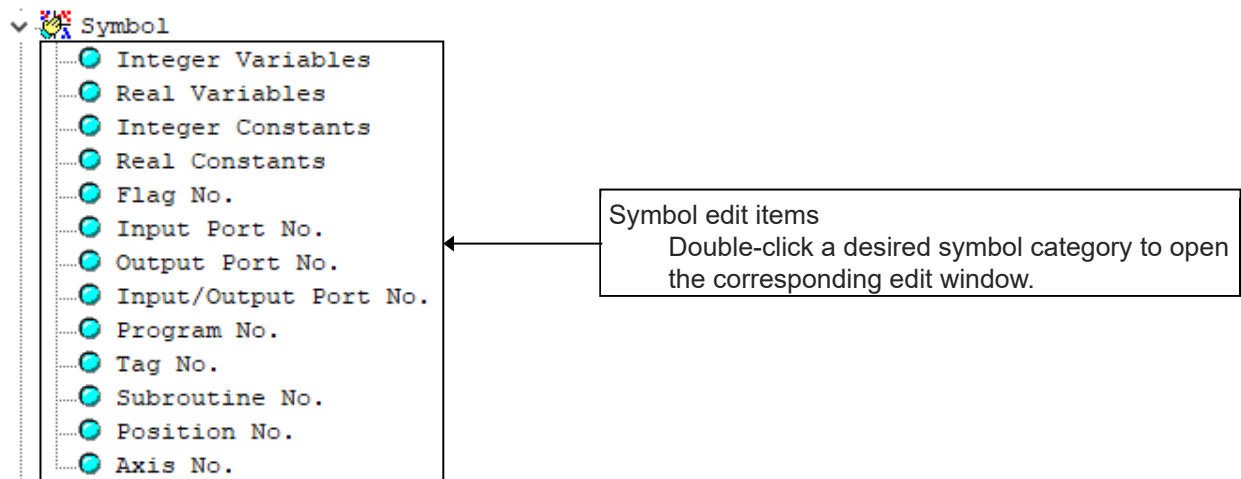 Symbol
Integer Variables
Real Variables
Integer Constants
Real Constants
Flag No.
Input Port No.
Output Port No.
Input/Output Port No.
Program No.
Tag No.
Subroutine No.
Position No.
Axis No.
Symbol edit items
Double-click a desired symbol category to open
the corresponding edit window.